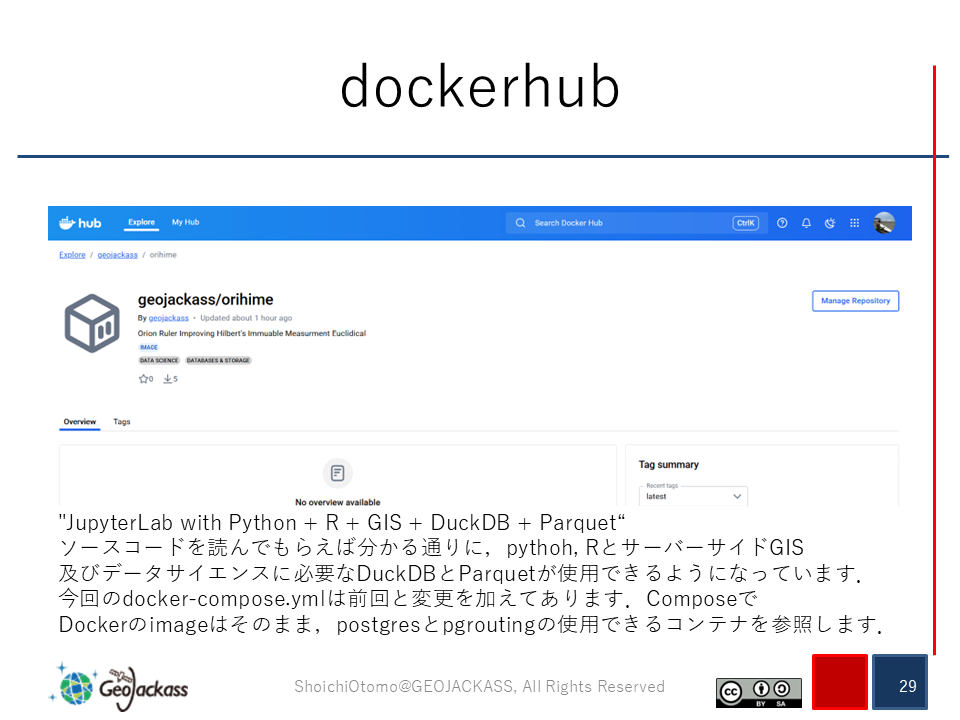 dockerhub
hub
Explore
My Hub
Search Docker Hub
CtrlK
Explore / geojackass / orihime
geojackass/orihime
Manage Repository
By geojackass • Updated about 1 hour ago
Orion Ruler Improving Hilbert's Immuable Measurment Euclidical
IMAGE
DATA SCIENCE DATABASES & STORAGE
0 5
Overview Tags
Tag summary
No overview available
Recent tags
latest
"JupyterLab with Python + R + GIS + DuckDB + Parquet“
ソースコードを読んでもらえば分かる通りに，pythoh, RとサーバーサイドGIS
及びデータサイエンスに必要なDuckDBとParquetが使用できるようになっています．
今回のdocker-compose.ymlは前回と変更を加えてあります．Composeで
Dockerのimageはそのまま，postgresとpgroutingの使用できるコンテナを参照します．
GeoJackass
ShoichiOtomo@GEOJACKASS, All Rights Reserved
cc BY SA
29